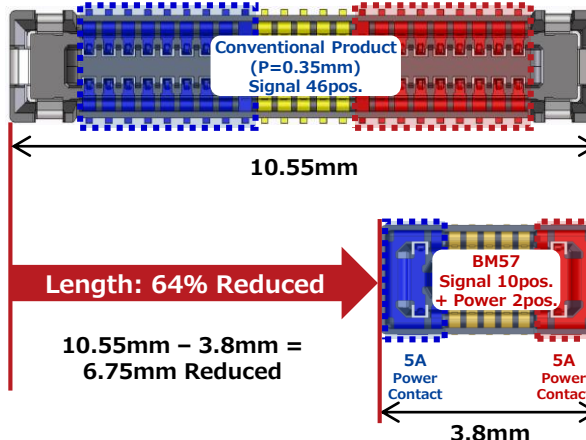 Conventional Product
(P=0.35mm)
Signal 46pos.
10.55mm
Length: 64% Reduced
BM57
Signal 10pos.
+ Power 2pos.
10.55mm – 3.8mm =
6.75mm Reduced
5A
Power
Contact
5A
Power
Contact
3.8mm